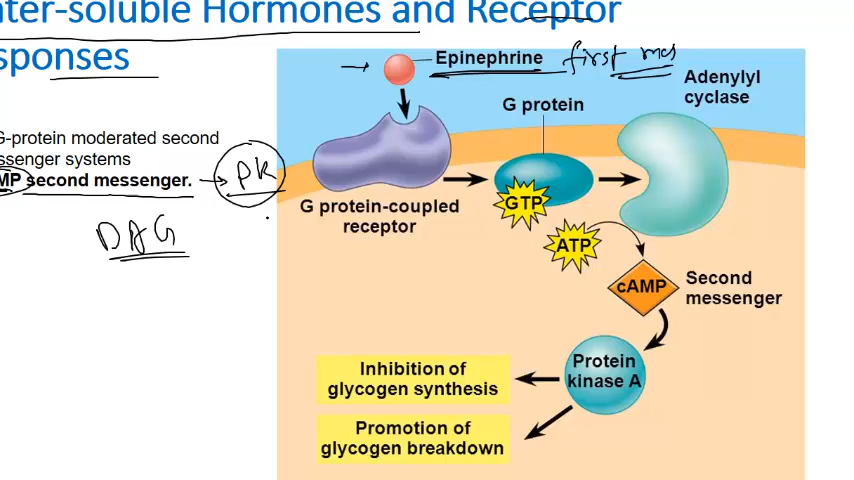 ater-soluble Hormones and Receptor
sponses
G-protein moderated second
ssenger systems
MP second messenger. → PK
DAG
Epinephrine first mes
G protein
Adenylyl
cyclase
G protein-coupled
receptor
GTP
ATP
cAMP
Second
messenger
Protein
kinase A
Inhibition of
glycogen synthesis
Promotion of
glycogen breakdown